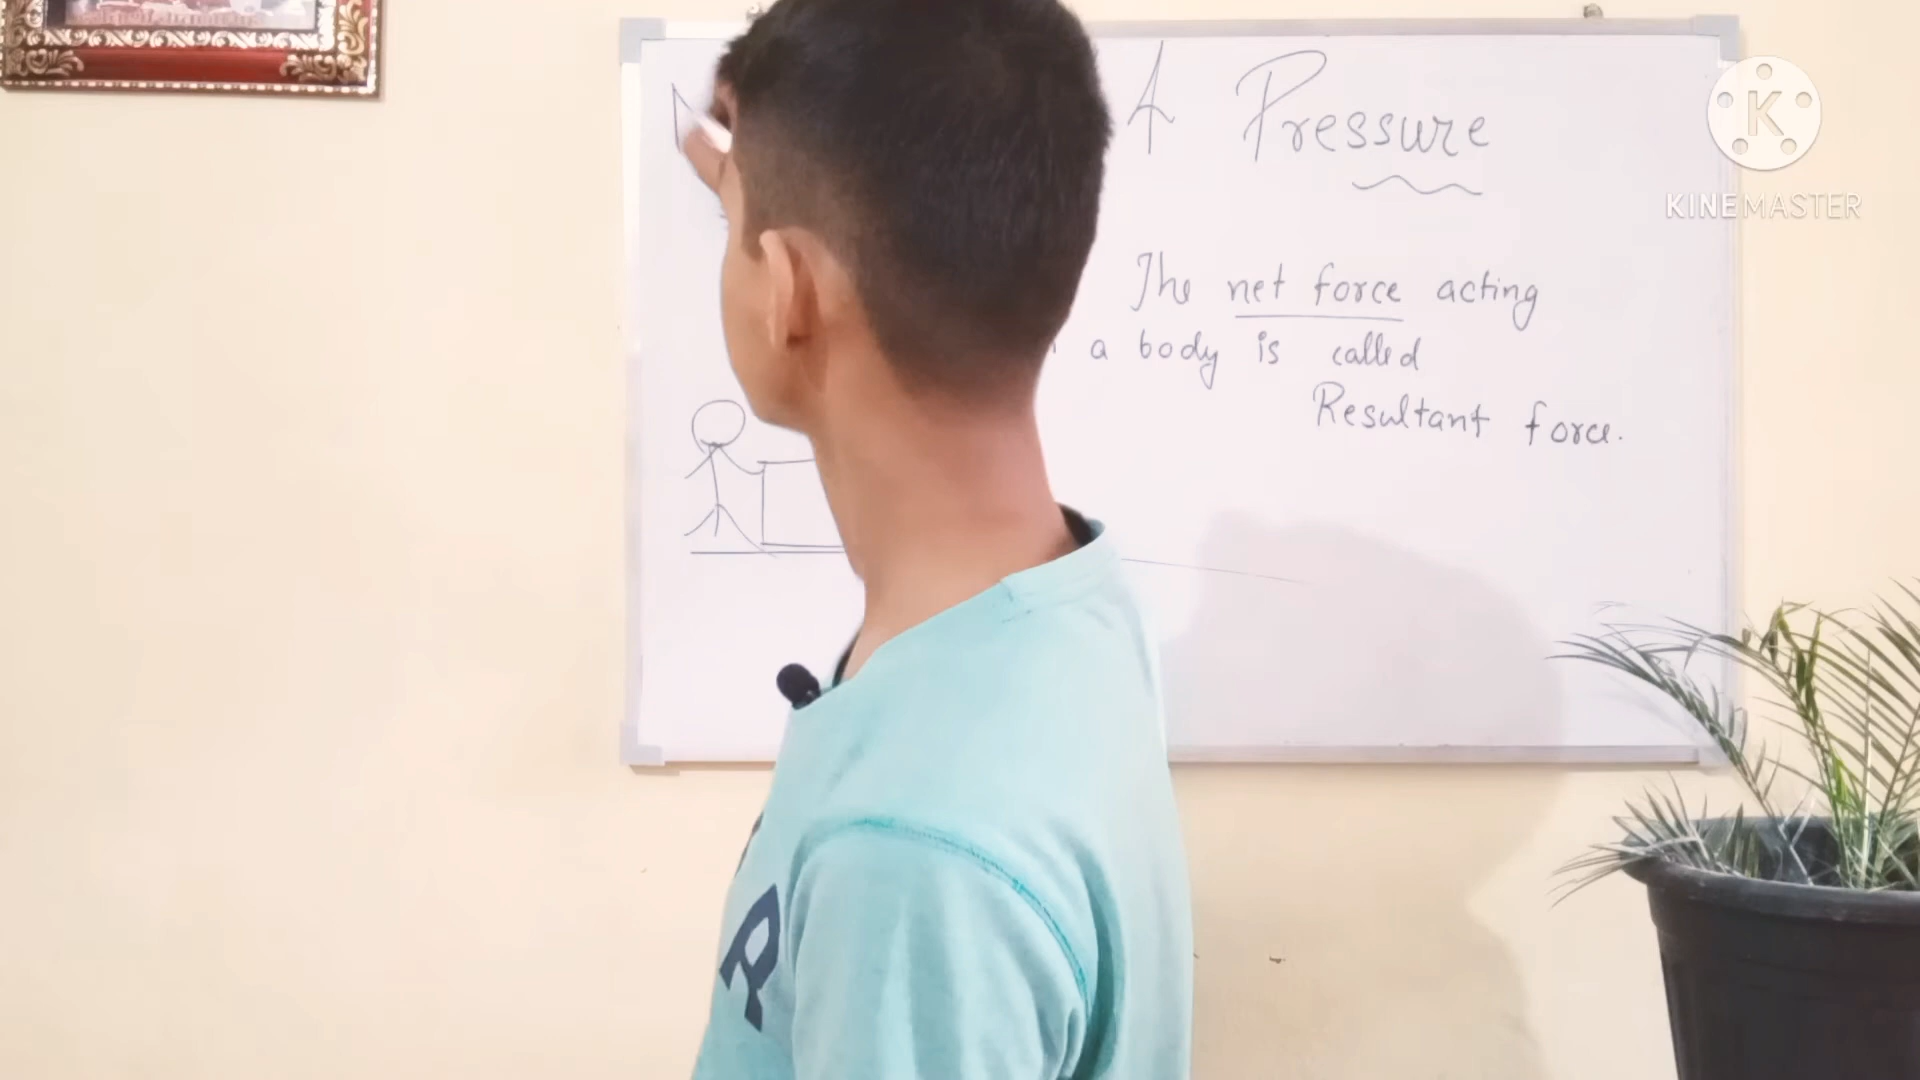 Pressure
The net force acting
a body is called
Resultant force.
K
KINEMASTER
R